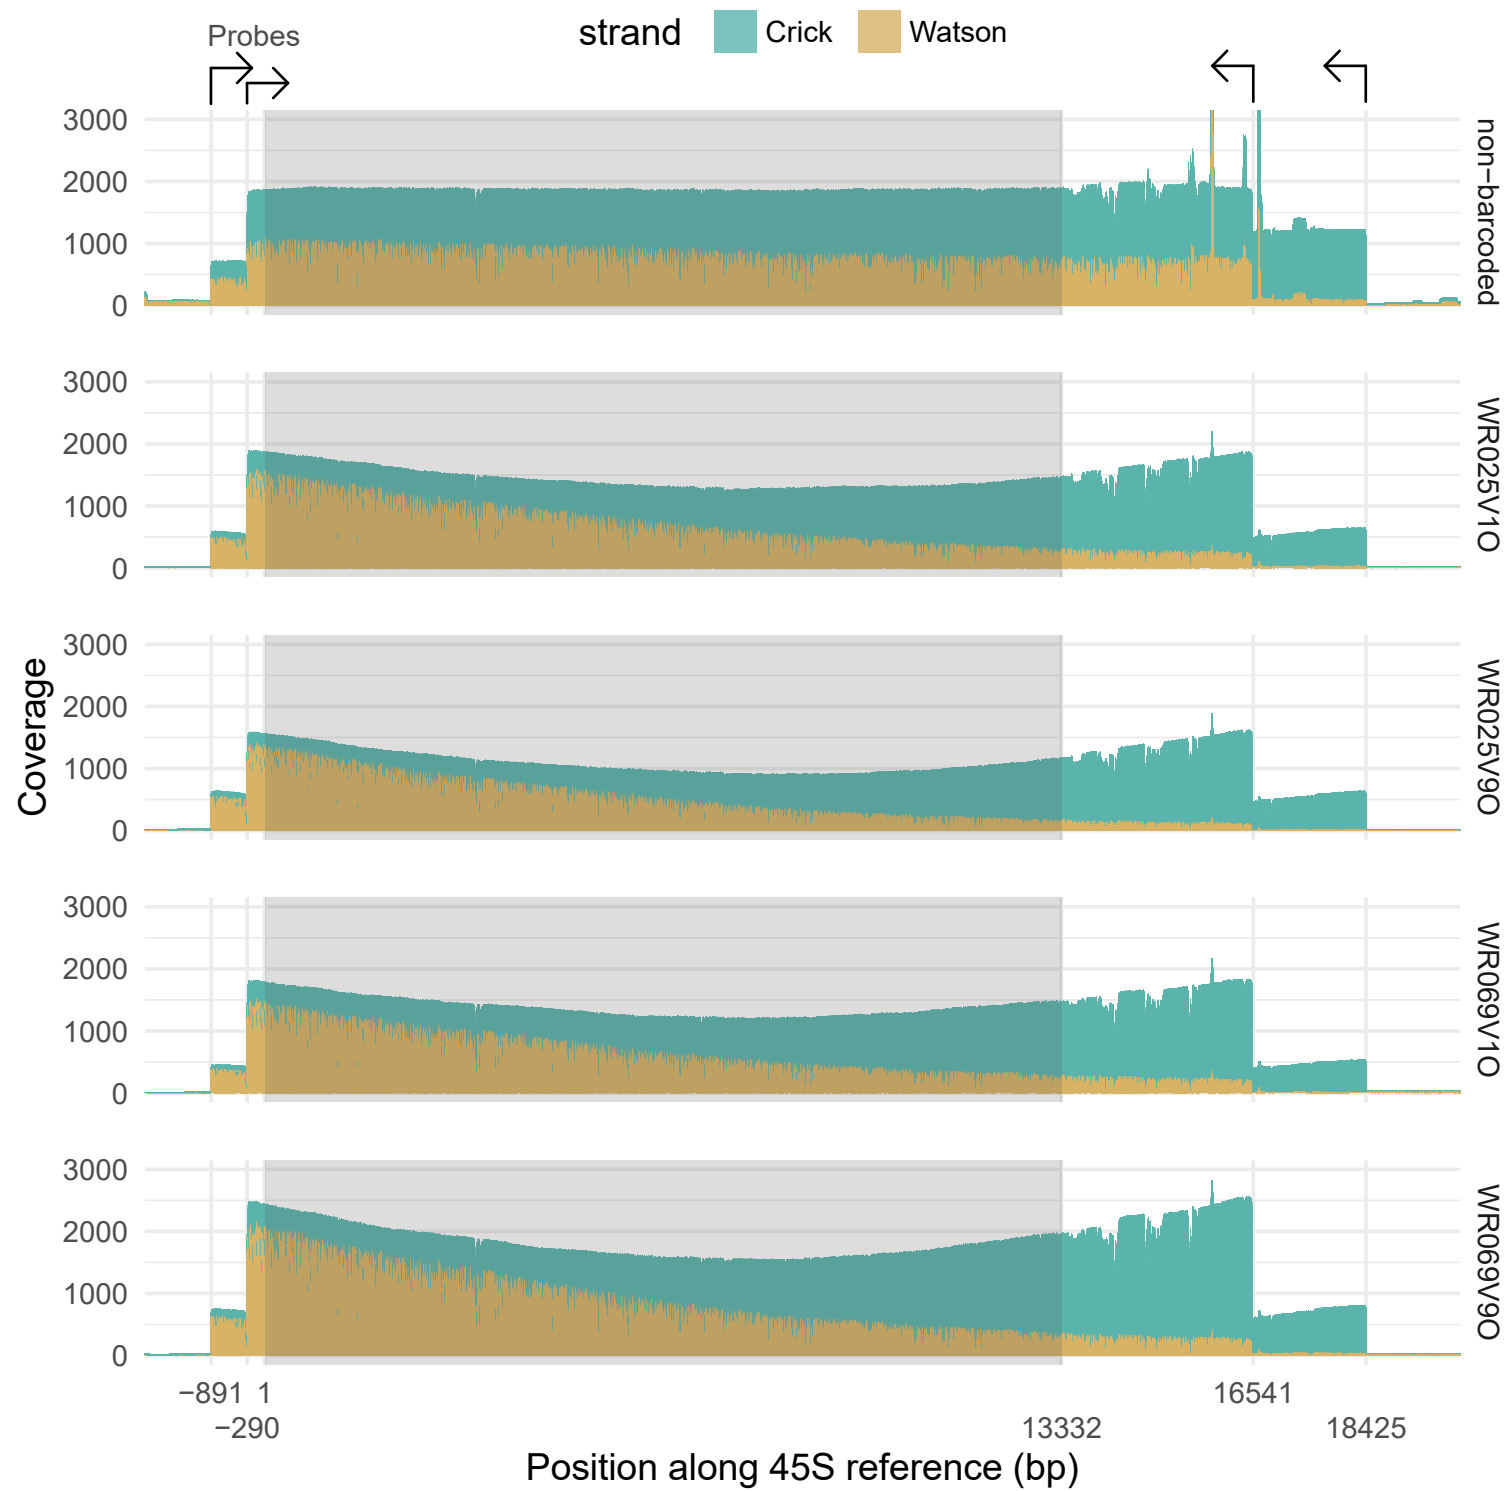 Probes
strand Crick Watson
3000
2000
1000
0
non−barcoded
3000
2000
1000
0
WR025V1O
3000
2000
1000
0
WR025V9O
3000
2000
1000
0
WR069V1O
3000
2000
1000
0
WR069V9O
Coverage
−891 1 16541
−290 13332 18425
Position along 45S reference (bp)